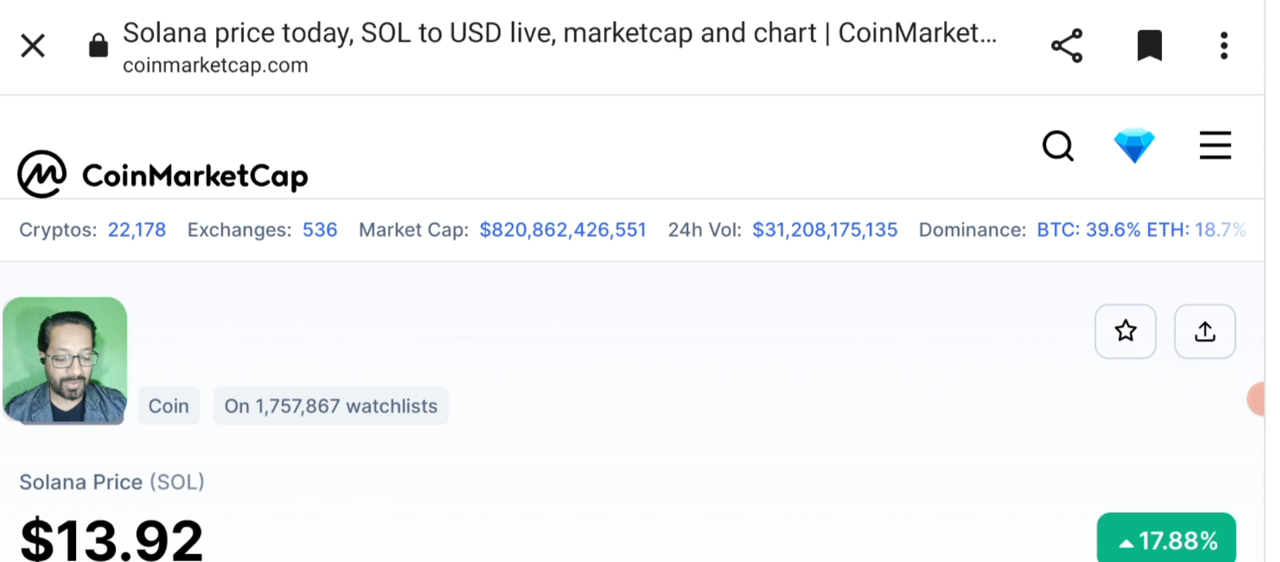 Solana price today, SOL to USD live, marketcap and chart | CoinMarket...
coinmarketcap.com
CoinMarketCap
Cryptos: 22,178 Exchanges: 536 Market Cap: $820,862,426,551 24h Vol: $31,208,175,135 Dominance: BTC: 39.6% ETH: 18.7%
Coin On 1,757,867 watchlists
Solana Price (SOL)
$13.92 17.88%